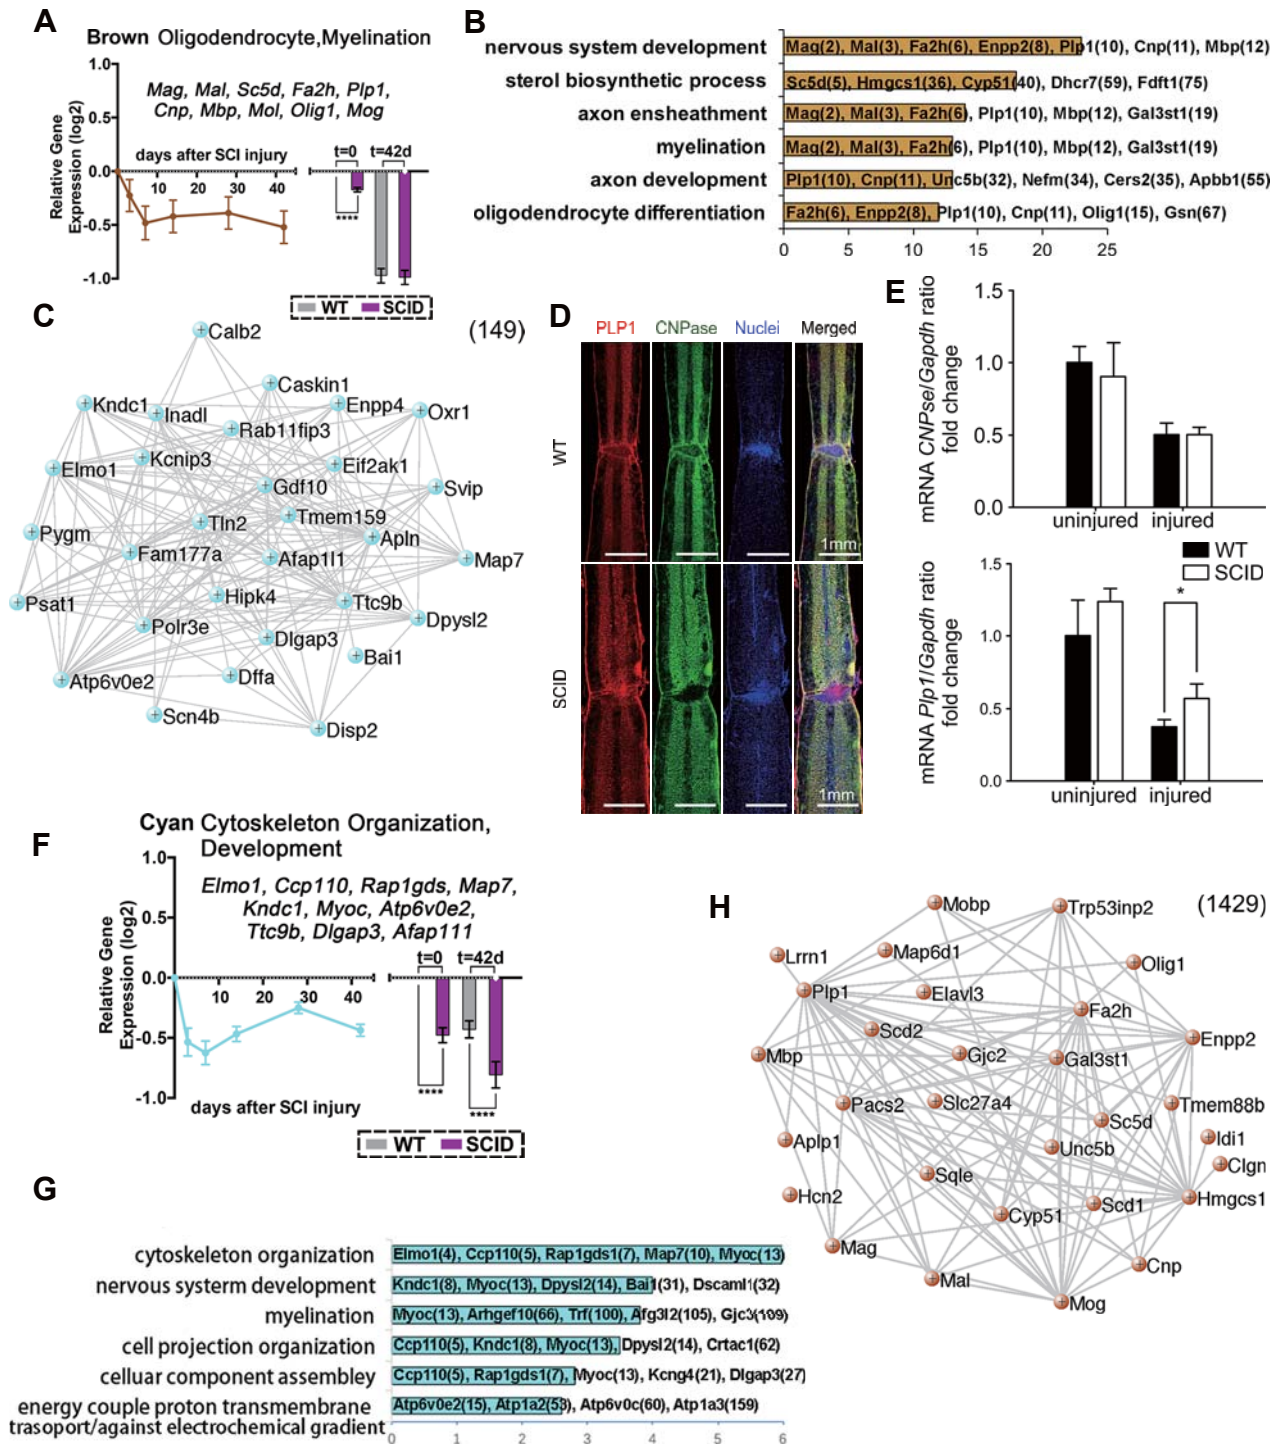 A
Brown Oligodendrocyte,Myelination
1.0
0.5
0.0
-0.5
-1.0
Relative Gene
Expression (log2)
Mag, Mal, Sc5d, Fa2h, Plp1,
Cnp, Mbp, Mol, Olig1, Mog
days after SCI injury
10 20 30 40
t=0 t=42d
****
WT SCID
B
nervous system development Mag(2), Mal(3), Fa2h(6), Enpp2(8), Plp1(10), Cnp(11), Mbp(12)
sterol biosynthetic process Sc5d(5), Hmgcs1(36), Cyp51(40), Dhcr7(59), Fdft1(75)
axon ensheathment Mag(2), Mal(3), Fa2h(6), Plp1(10), Mbp(12), Gal3st1(19)
myelination Mag(2), Mal(3), Fa2h(6), Plp1(10), Mbp(12), Gal3st1(19)
axon development Plp1(10), Cnp(11), Unc5b(32), Nefm(34), Cers2(35), Apbb1(55)
oligodendrocyte differentiation Fa2h(6), Enpp2(8), Plp1(10), Cnp(11), Olig1(15), Gsn(67)
0 5 10 15 20 25
C
(149)
Calb2
Caskin1
Kndc1
Inadl
Enpp4
Oxr1
Rab11fip3
Elmo1
Kcnip3
Eif2ak1
Gdf10
Svip
Tln2
Tmem159
Pygm
Apln
Fam177a
Afap1l1
Map7
Psat1
Hipk4
Ttc9b
Polr3e
Dlgap3
Dpysl2
Bai1
Atp6v0e2
Dffa
Scn4b
Disp2
D
PLP1 CNPase Nuclei Merged
WT
1mm
SCID
1mm
E
mRNA CNPse/Gapdh ratio
fold change
1.5
1.0
0.5
0.0
uninjured injured
WT
SCID
mRNA Plp1/Gapdh ratio
fold change
1.5
1.0
0.5
0.0
*
uninjured injured
F
Cyan Cytoskeleton Organization,
Development
1.0
0.5
0.0
-0.5
-1.0
Relative Gene
Expression (log2)
Elmo1, Ccp110, Rap1gds, Map7,
Kndc1, Myoc, Atp6v0e2,
Ttc9b, Dlgap3, Afap111
t=0 t=42d
10 20 30 40
days after SCI injury
****
****
WT SCID
G
cytoskeleton organization Elmo1(4), Ccp110(5), Rap1gds1(7), Map7(10), Myoc(13)
nervous systerm development Kndc1(8), Myoc(13), Dpysl2(14), Bai1(31), Dscaml1(32)
myelination Myoc(13), Arhgef10(66), Trf(100), Afg3l2(105), Gjc3(109)
cell projection organization Ccp110(5), Kndc1(8), Myoc(13), Dpysl2(14), Crtac1(62)
celluar component assembley Ccp110(5), Rap1gds1(7), Myoc(13), Kcng4(21), Dlgap3(27)
energy couple proton transmembrane Atp6v0e2(15), Atp1a2(53), Atp6v0c(60), Atp1a3(159)
trasoport/against electrochemical gradient
0 1 2 3 4 5 6
H
(1429)
Mobp
Trp53inp2
Lrrn1
Map6d1
Olig1
Plp1
Elavl3
Fa2h
Scd2
Enpp2
Mbp
Gjc2
Gal3st1
Pacs2
Slc27a4
Tmem88b
Sc5d
Aplp1
Unc5b
Idi1
Sqle
Clgn
Hcn2
Cyp51
Scd1
Hmgcs1
Mag
Mal
Cnp
Mog